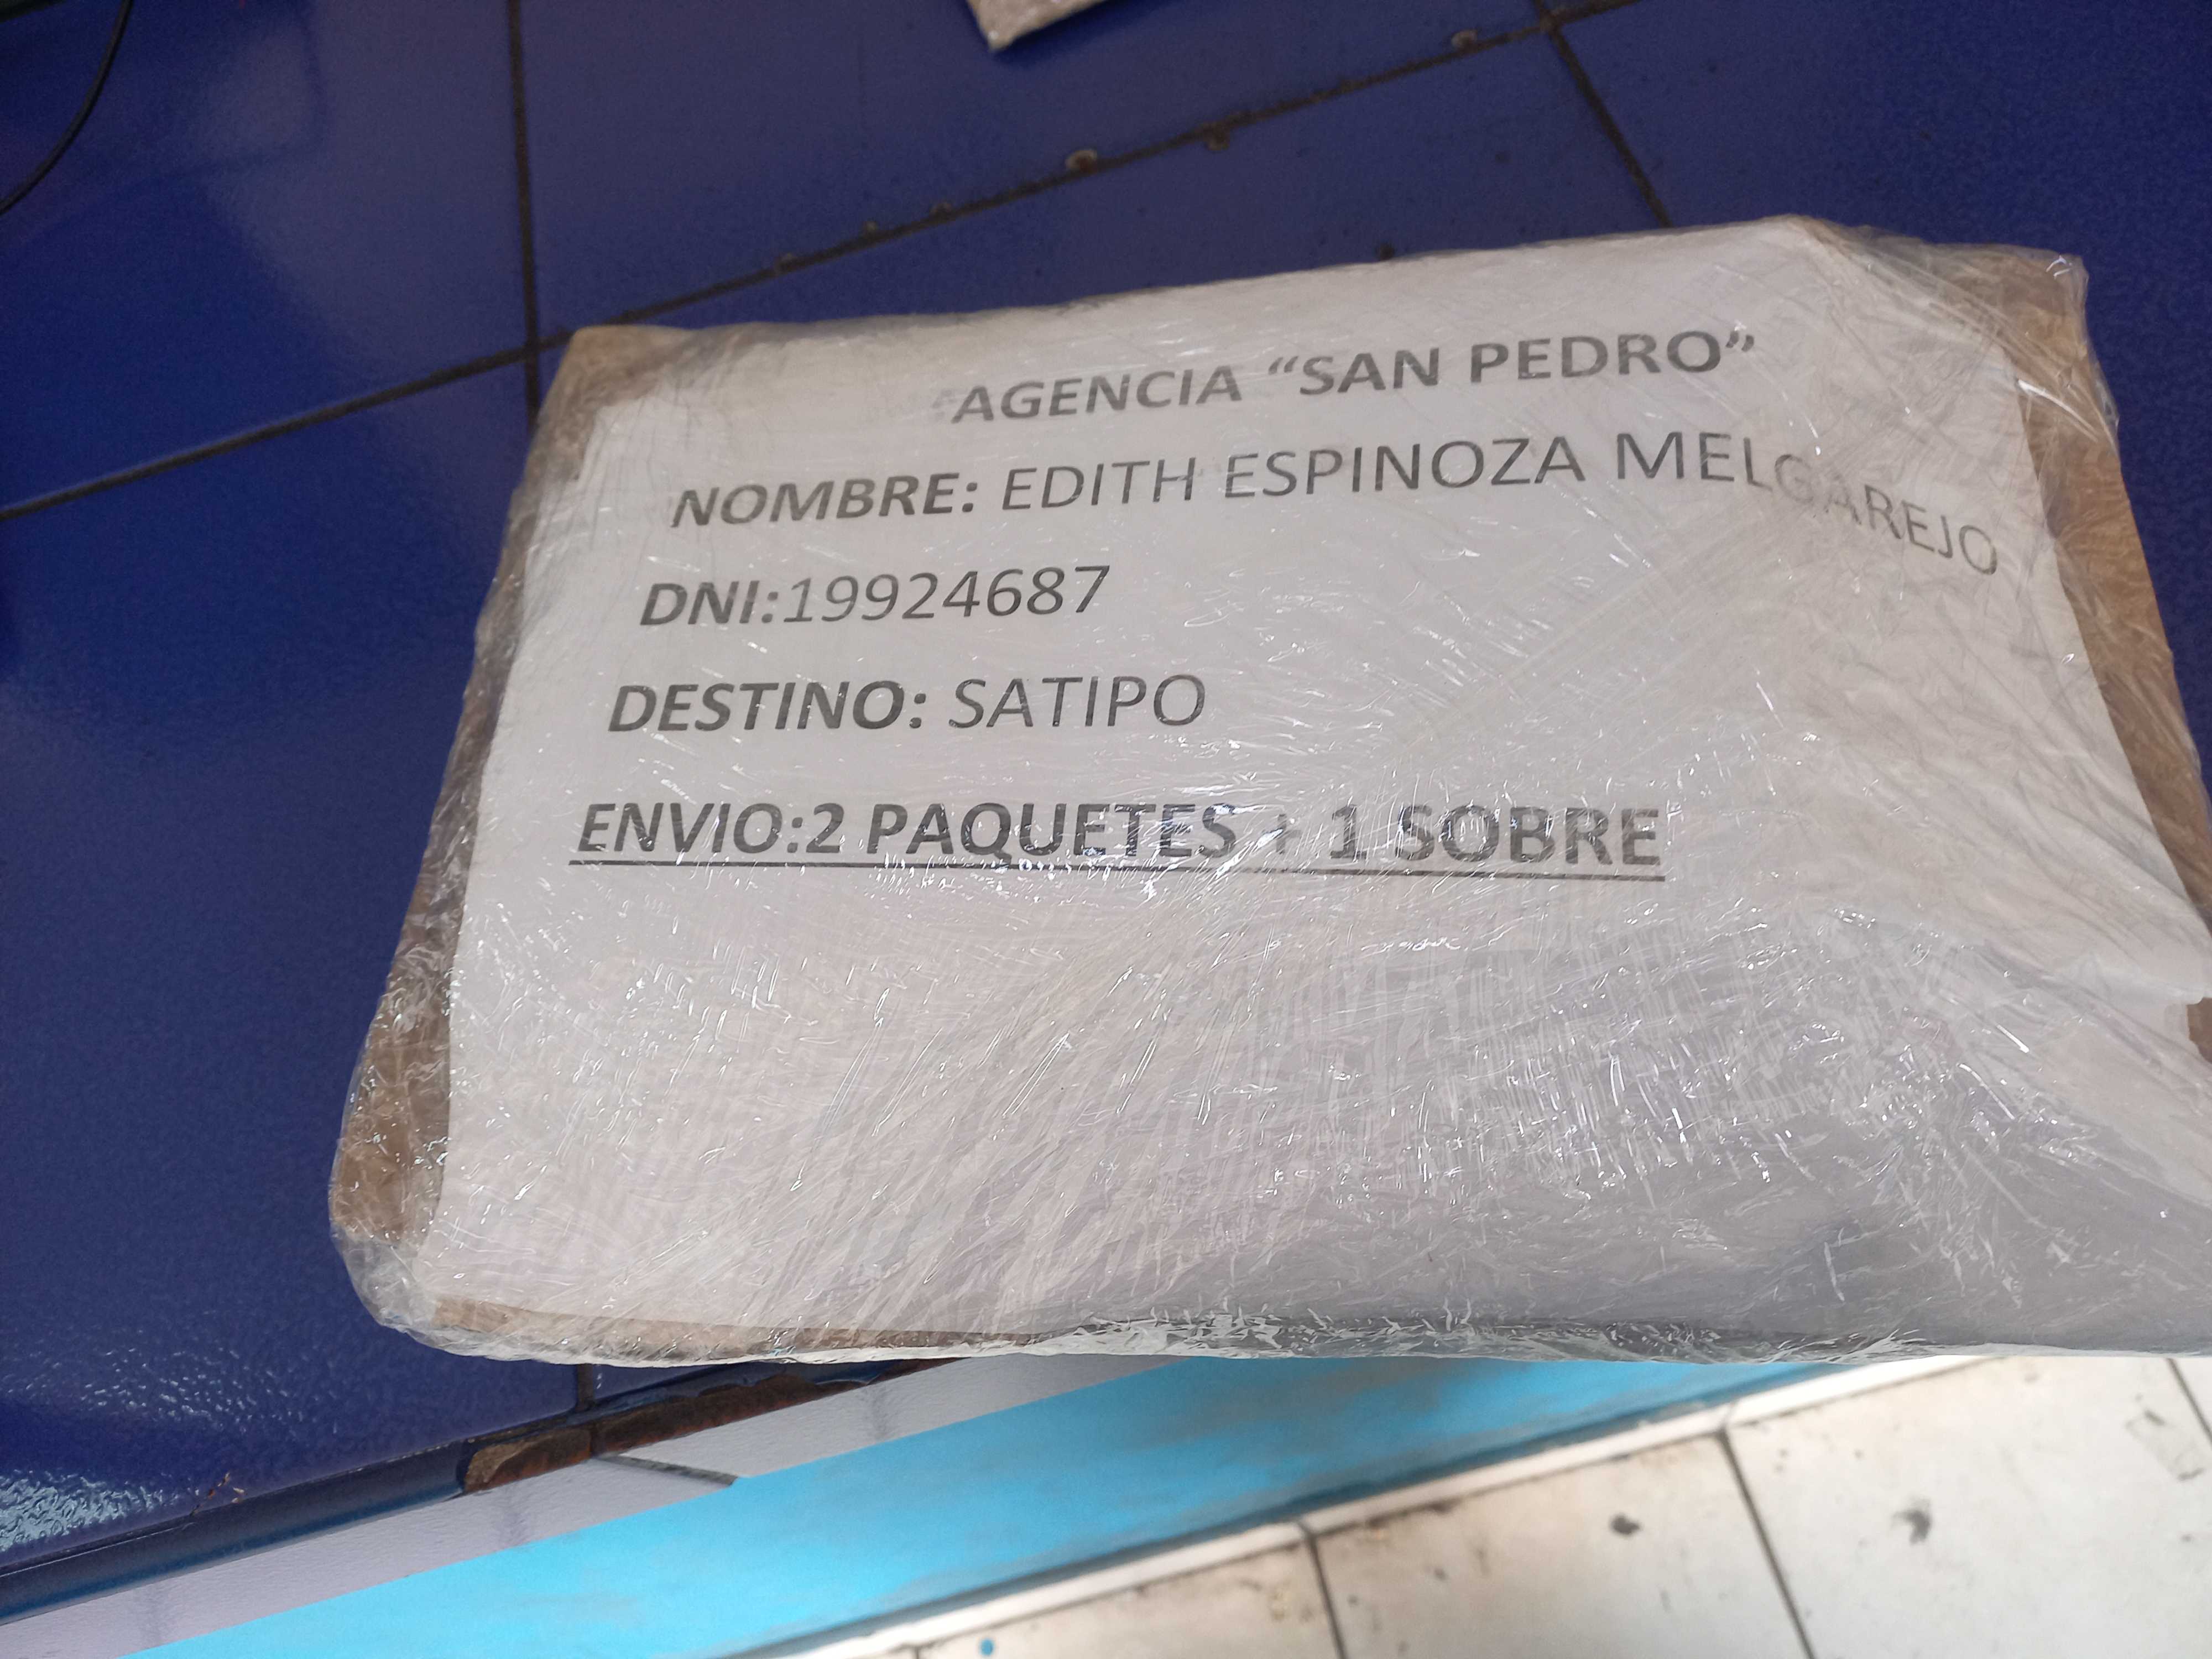 AGENCIA “SAN PEDRO”
NOMBRE: EDITH ESPINOZA MELGAREJO
DNI:19924687
DESTINO: SATIPO
ENVIO:2 PAQUETES + 1 SOBRE